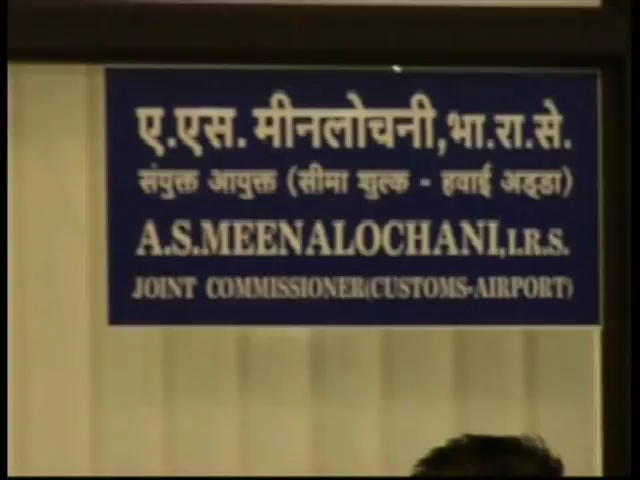 ए.एस. मीनलोचनी,भा.रा.से.
संयुक्त आयुक्त (सीमा शुल्क - हवाई अड्डा)
A.S.MEENALOCHANI,I.R.S.
JOINT COMMISSIONER(CUSTOMS-AIRPORT)